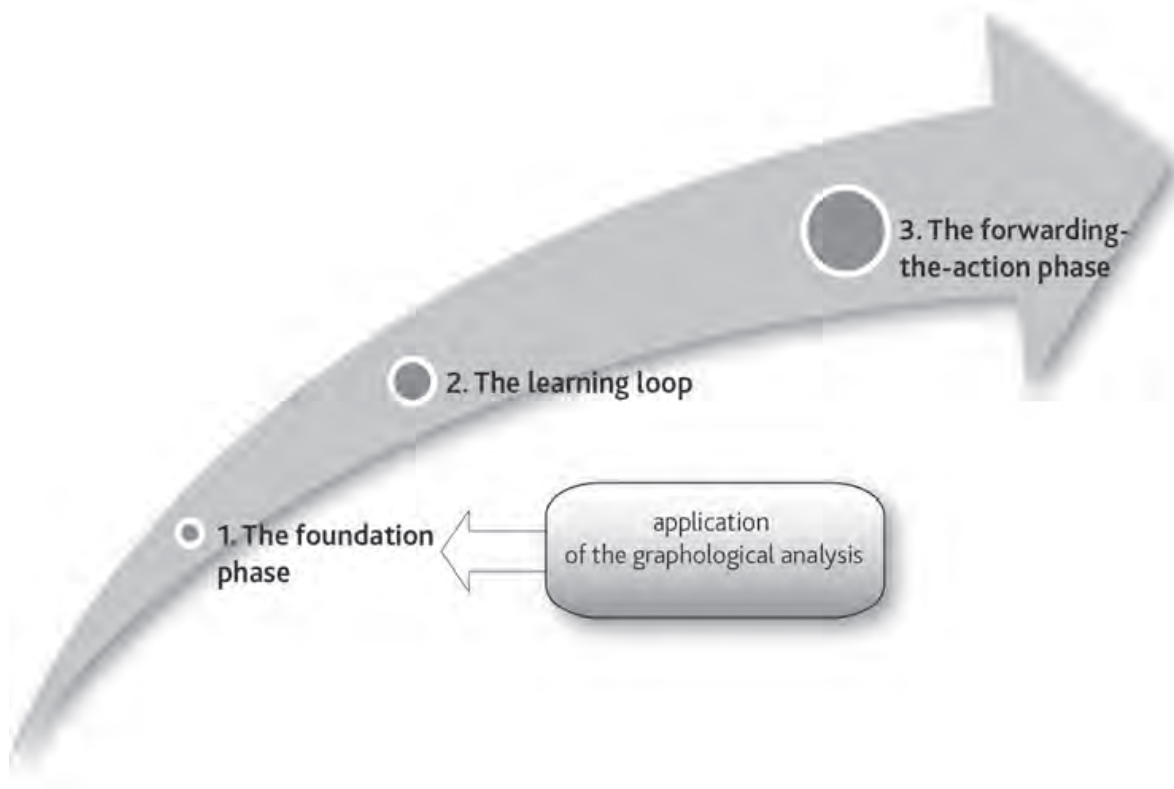 3. The forwarding-
the-action phase
2. The learning loop
1. The foundation
phase
application
of the graphological analysis